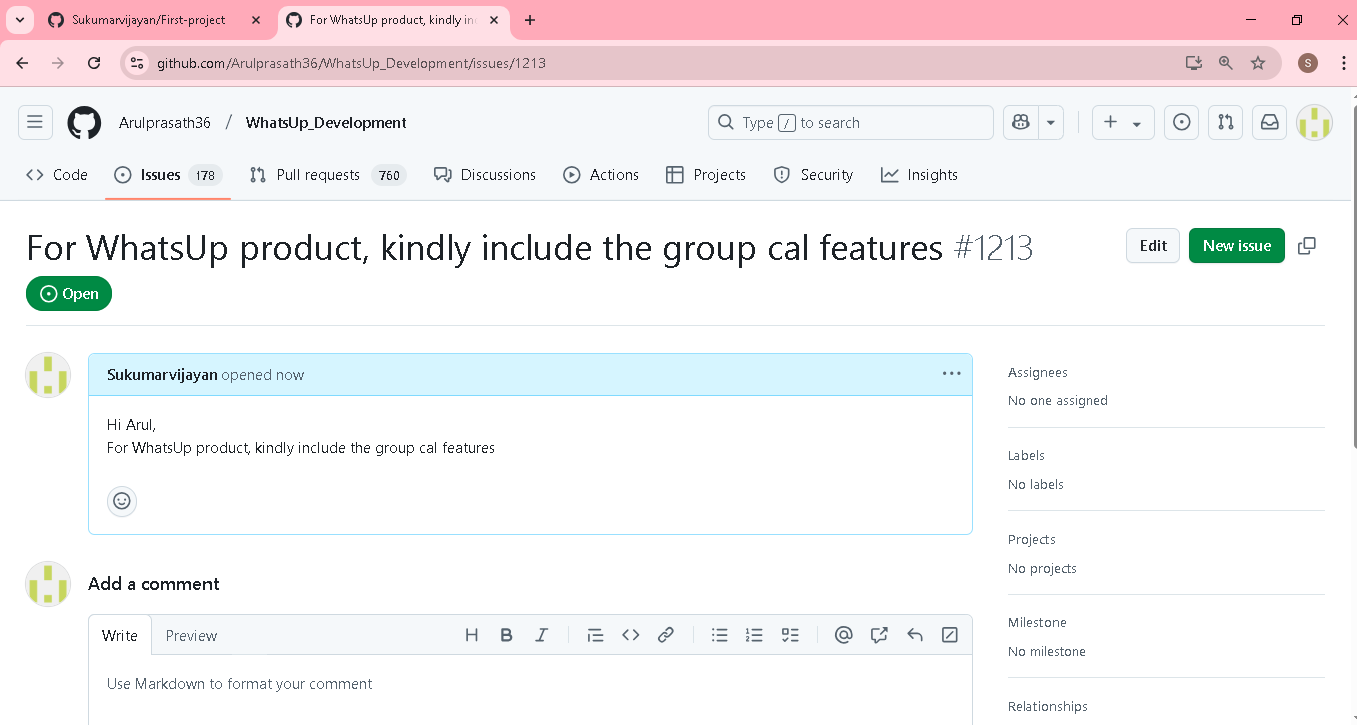 Sukumarvijayan/First-project
For WhatsUp product, kindly in
github.com/Arulprasath36/WhatsUp_Development/issues/1213
S
Arulprasath36 / WhatsUp_Development
Type / to search
Code
Issues 178
Pull requests 760
Discussions
Actions
Projects
Security
Insights
For WhatsUp product, kindly include the group cal features #1213
Edit
New issue
Open
Sukumarvijayan opened now
Hi Arul,
For WhatsUp product, kindly include the group cal features
Assignees
No one assigned
Labels
No labels
Projects
No projects
Milestone
No milestone
Relationships
Add a comment
Write
Preview
Use Markdown to format your comment